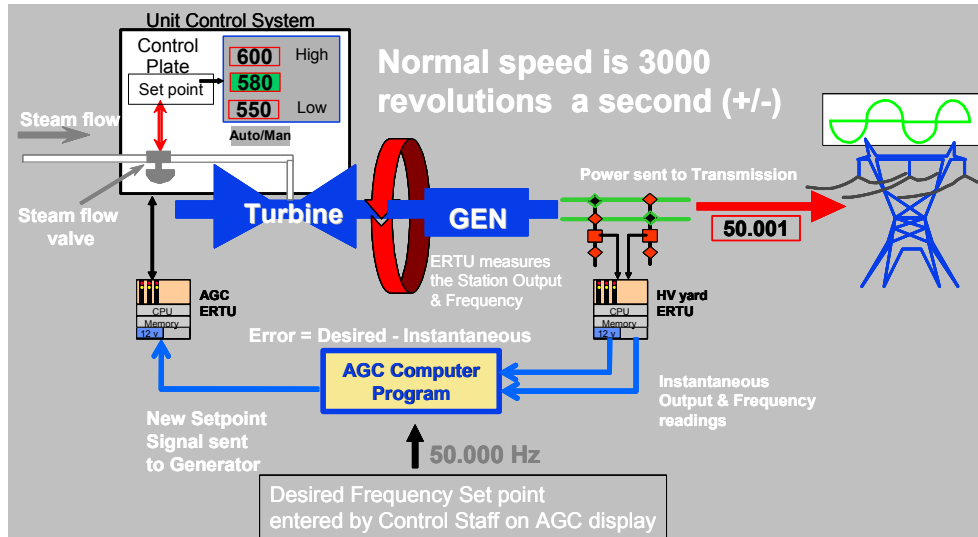 Unit Control System
Control
Plate
Set point
600 High
580
550 Low
Auto/Man
Normal speed is 3000
revolutions a second (+/-)
Steam flow
Steam flow
valve
Turbine
GEN
Power sent to Transmission
50.001
ERTU measures
the Station Output
& Frequency
AGC
ERTU
CPU
Memory
12 v
HV yard
ERTU
CPU
Memory
12 v
Error = Desired - Instantaneous
AGC Computer
Program
Instantaneous
Output & Frequency
readings
New Setpoint
Signal sent
to Generator
50.000 Hz
Desired Frequency Set point
entered by Control Staff on AGC display